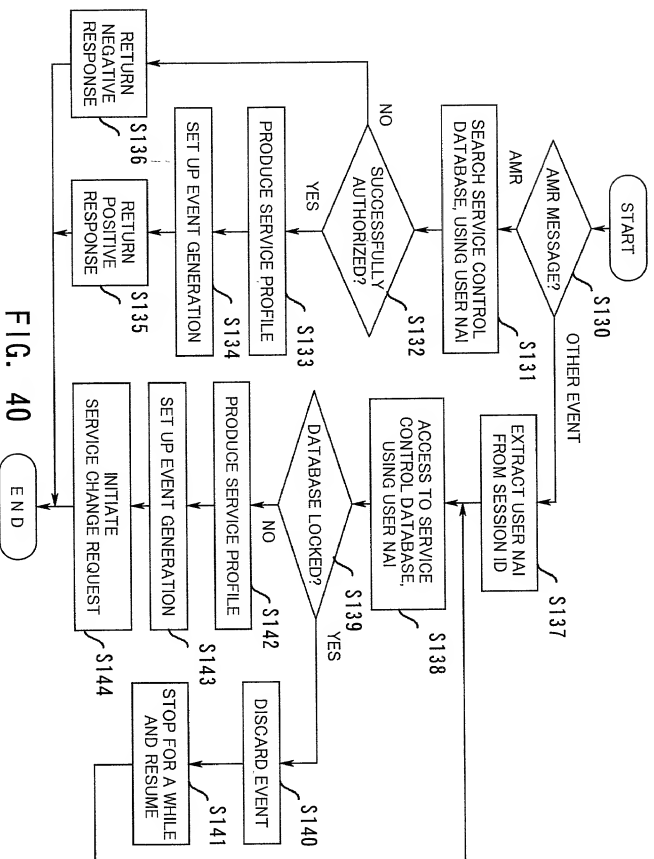 START
AMR MESSAGE?
S130
AMR
OTHER EVENT
SEARCH SERVICE CONTROL
DATABASE, USING USER NAI
S131
SUCCESSFULLY
AUTHORIZED?
S132
NO
YES
PRODUCE SERVICE PROFILE
S133
SET UP EVENT GENERATION
S134
RETURN
POSITIVE
RESPONSE
S135
RETURN
NEGATIVE
RESPONSE
S136
EXTRACT USER NAI
FROM SESSION ID
S137
ACCESS TO SERVICE
CONTROL DATABASE,
USING USER NAI
S138
DATABASE LOCKED?
S139
YES
NO
DISCARD EVENT
S140
STOP FOR A WHILE
AND RESUME
S141
PRODUCE SERVICE PROFILE
S142
SET UP EVENT GENERATION
S143
INITIATE
SERVICE CHANGE REQUEST
S144
END
FIG. 40